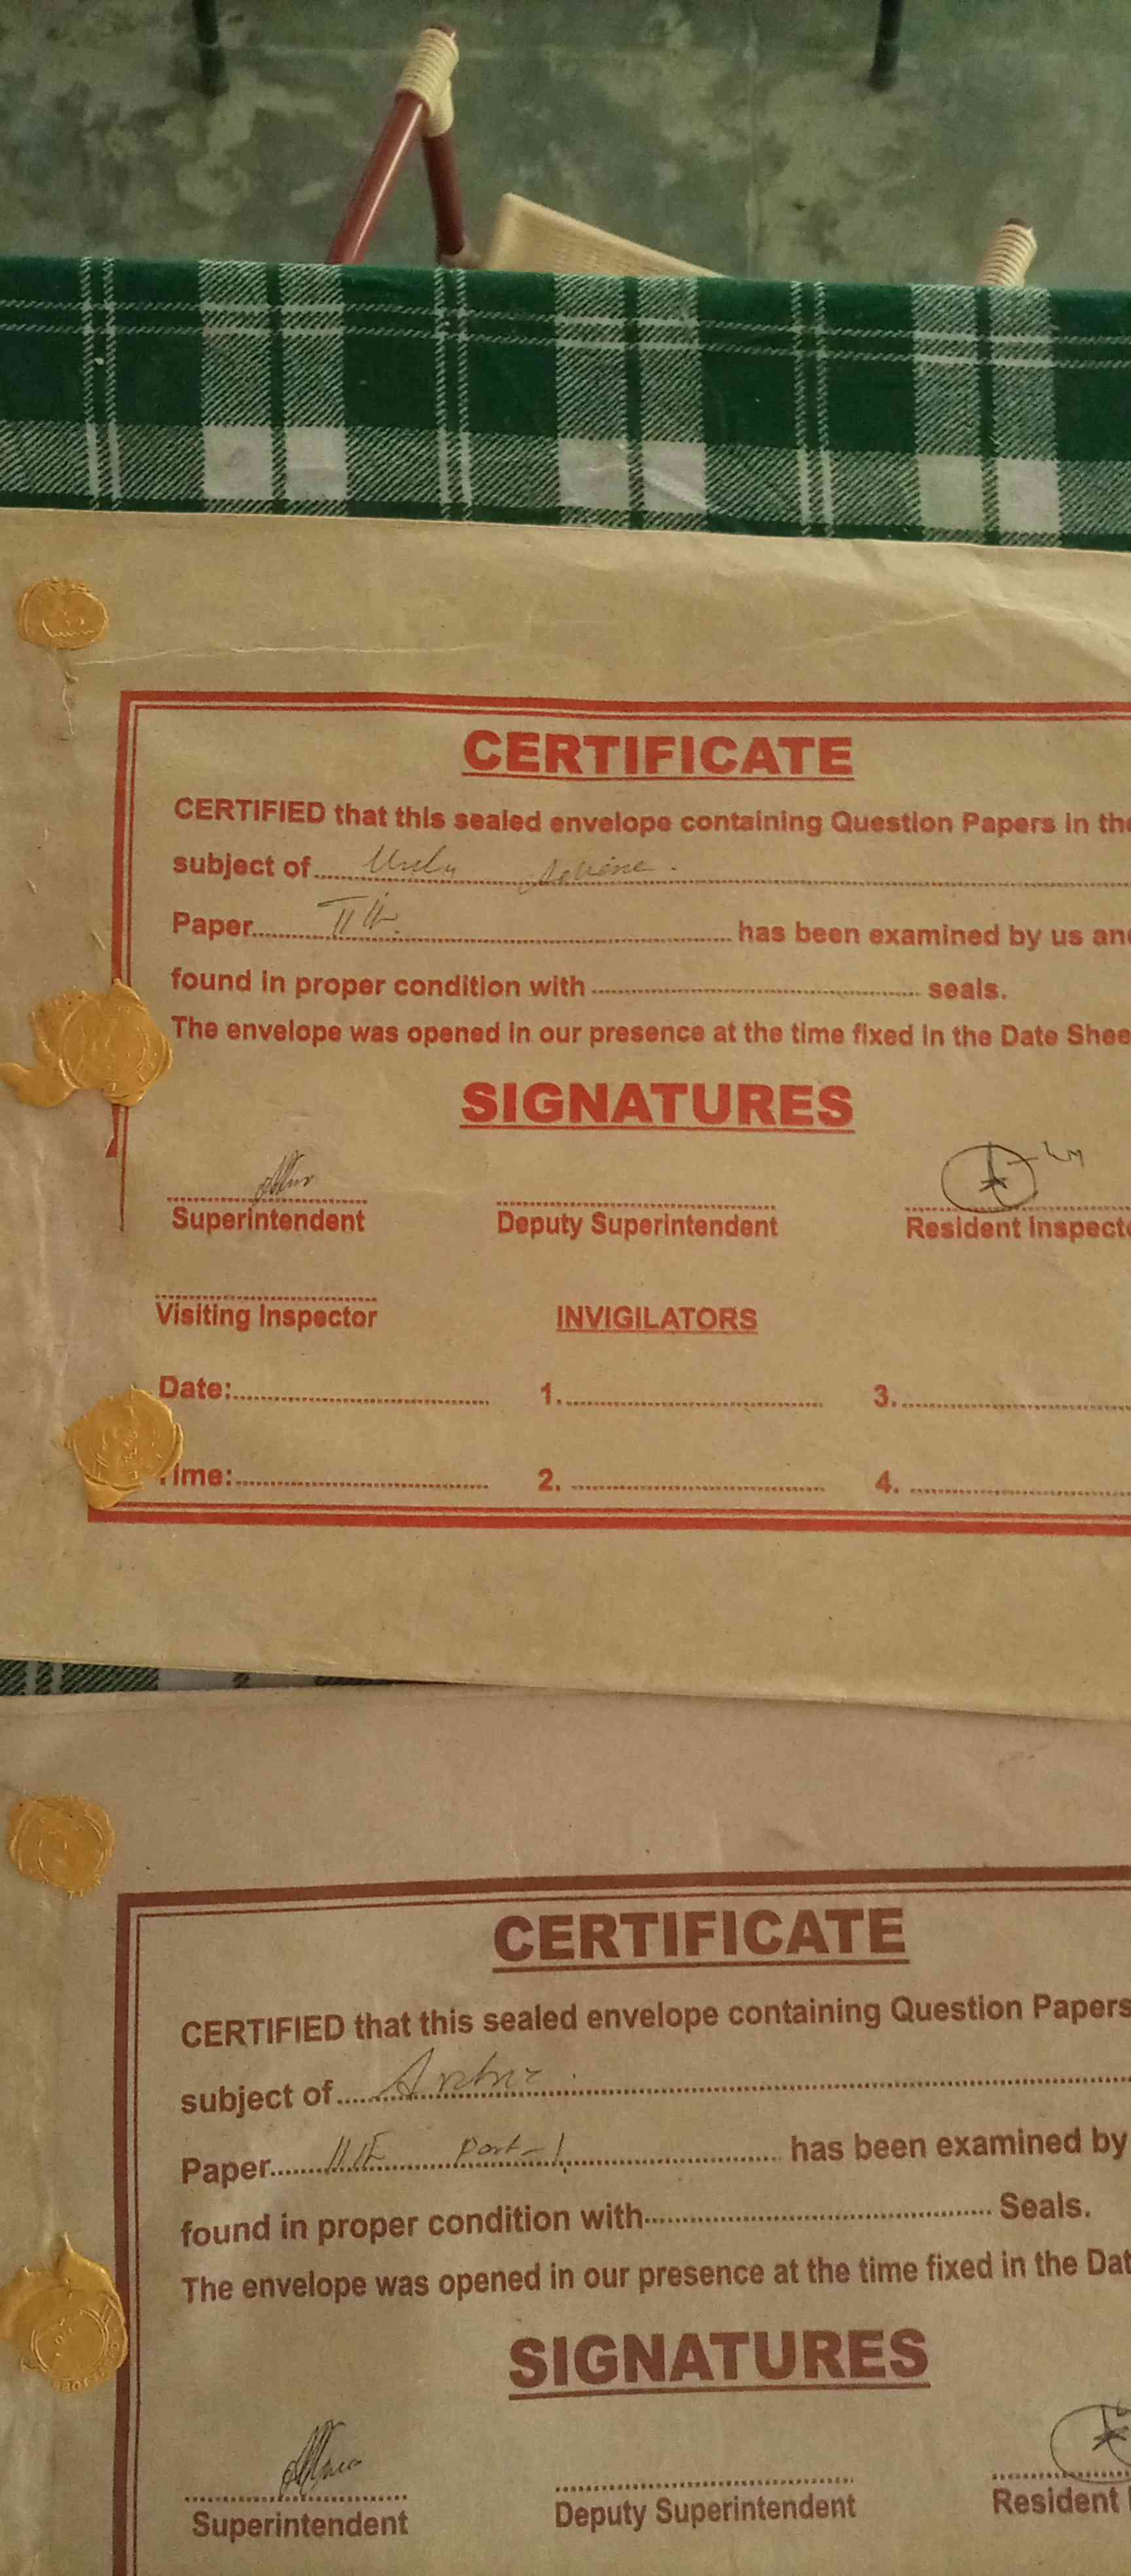 CERTIFICATE
CERTIFIED that this sealed envelope containing Question Papers in the
subject of
Paper has been examined by us and
found in proper condition with seals.
The envelope was opened in our presence at the time fixed in the Date Shee
SIGNATURES
Superintendent Deputy Superintendent Resident Inspecto
Visiting Inspector INVIGILATORS
Date: 1. 3.
Time: 2. 4.
CERTIFICATE
CERTIFIED that this sealed envelope containing Question Papers
subject of
Paper Part-I has been examined by
found in proper condition with Seals.
The envelope was opened in our presence at the time fixed in the Dat
SIGNATURES
Superintendent Deputy Superintendent Resident